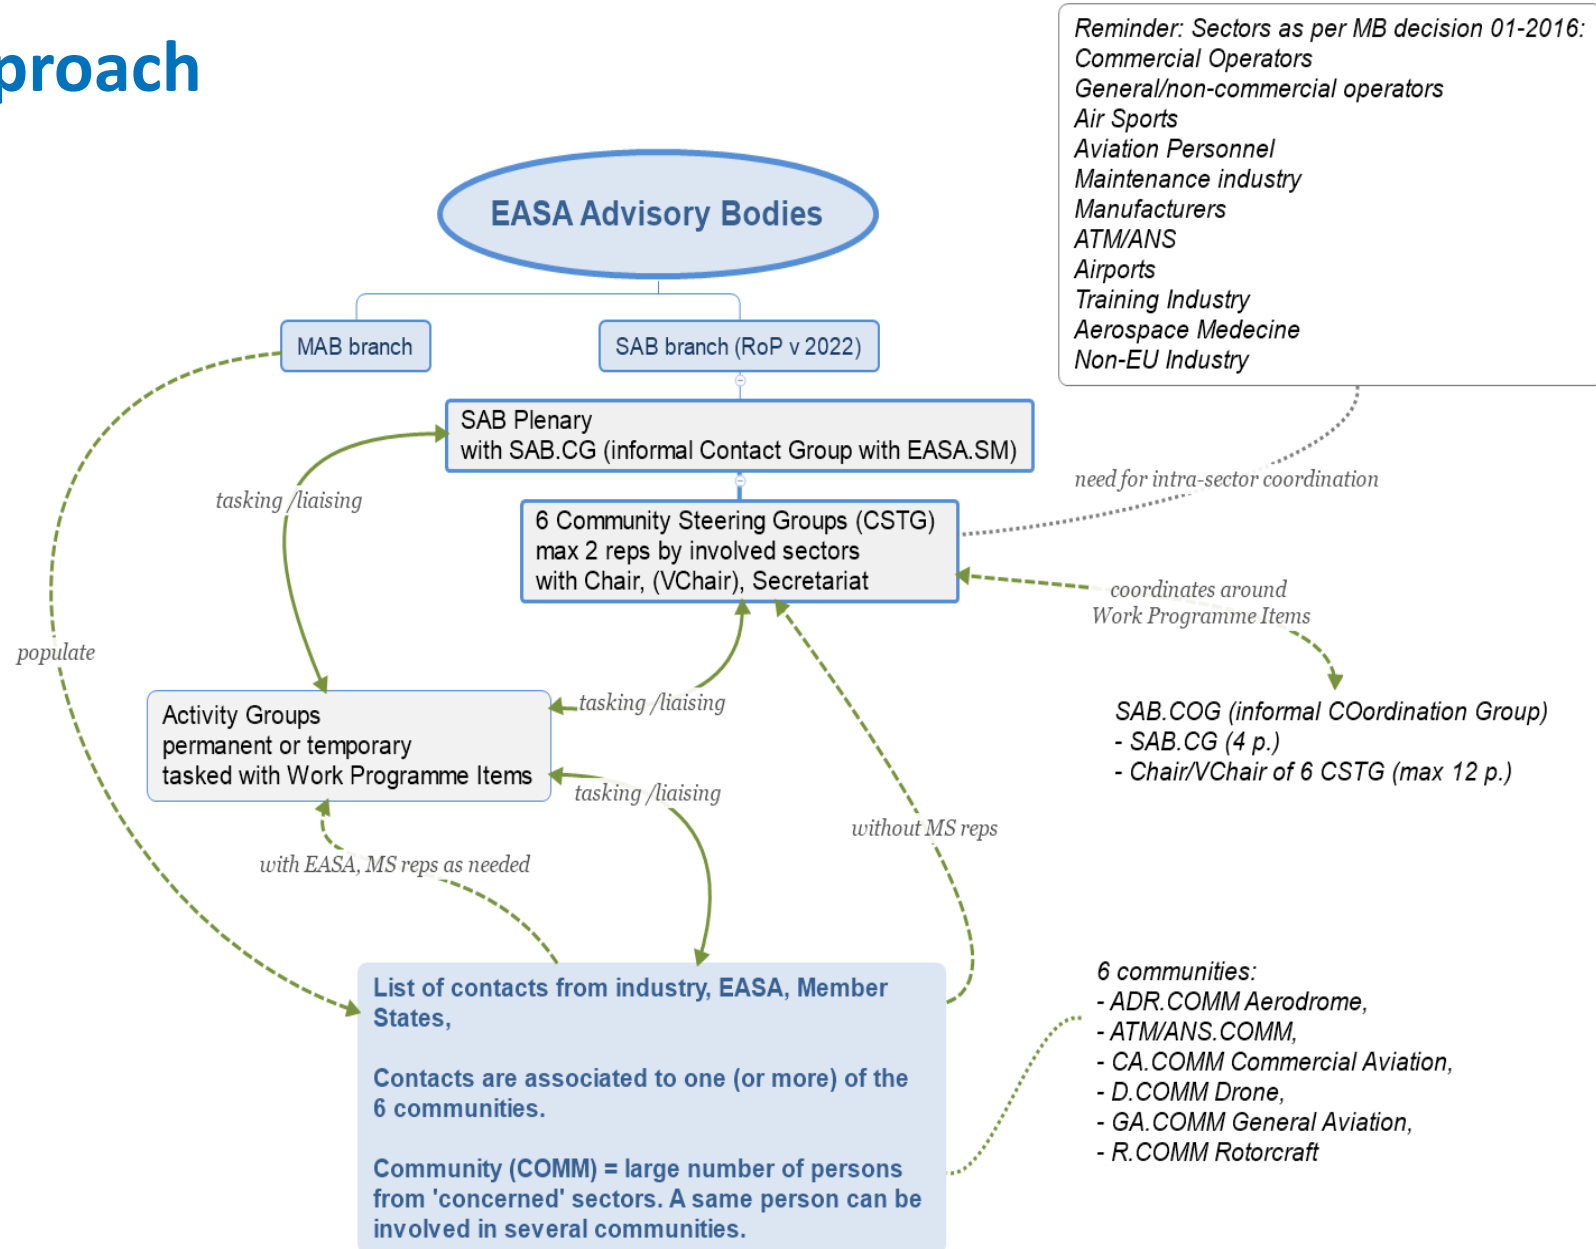 proach
Reminder: Sectors as per MB decision 01-2016:
Commercial Operators
General/non-commercial operators
Air Sports
Aviation Personnel
Maintenance industry
Manufacturers
ATM/ANS
Airports
Training Industry
Aerospace Medecine
Non-EU Industry
EASA Advisory Bodies
MAB branch
SAB branch (RoP v 2022)
SAB Plenary
with SAB.CG (informal Contact Group with EASA.SM)
need for intra-sector coordination
tasking /liaising
6 Community Steering Groups (CSTG)
max 2 reps by involved sectors
with Chair, (VChair), Secretariat
coordinates around
Work Programme Items
populate
tasking /liaising
Activity Groups
permanent or temporary
tasked with Work Programme Items
SAB.COG (informal COordination Group)
- SAB.CG (4 p.)
- Chair/VChair of 6 CSTG (max 12 p.)
tasking /liaising
without MS reps
with EASA, MS reps as needed
List of contacts from industry, EASA, Member
States,
Contacts are associated to one (or more) of the
6 communities.
Community (COMM) = large number of persons
from 'concerned' sectors. A same person can be
involved in several communities.
6 communities:
- ADR.COMM Aerodrome,
- ATM/ANS.COMM,
- CA.COMM Commercial Aviation,
- D.COMM Drone,
- GA.COMM General Aviation,
- R.COMM Rotorcraft